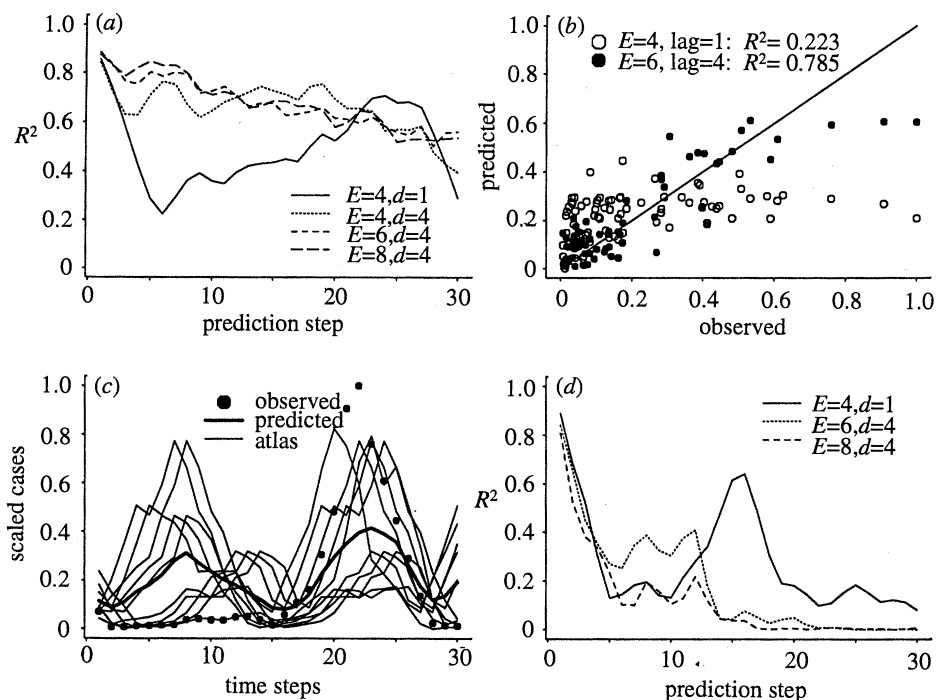 (a)
1.0
0.8
0.6
0.4
0.2
0
R²
E=4,d=1
E=4,d=4
E=6,d=4
E=8,d=4
0
10
20
30
prediction step
(b)
E=4, lag=1: R²= 0.223
E=6, lag=4: R²= 0.785
1.0
0.8
0.6
0.4
0.2
0
predicted
0
0.2
0.4
0.6
0.8
1.0
observed
(c)
observed
predicted
atlas
1.0
0.8
0.6
0.4
0.2
0
scaled cases
0
10
20
30
time steps
(d)
E=4,d=1
E=6,d=4
E=8,d=4
1.0
0.8
0.6
0.4
0.2
0
R²
0
10
20
30
prediction step